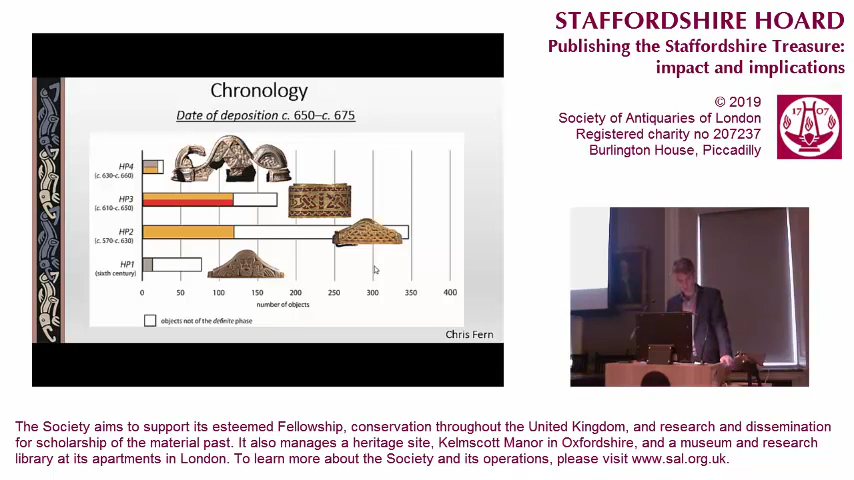 STAFFORDSHIRE HOARD
Publishing the Staffordshire Treasure:
impact and implications
© 2019
Society of Antiquaries of London
Registered charity no 207237
Burlington House, Piccadilly
17 07
Chronology
Date of deposition c. 650–c. 675
HP4
(c. 630-c. 660)
HP3
(c. 610-c. 650)
HP2
(c. 570-c. 630)
HP1
(sixth century)
0 50 100 150 200 250 300 350 400
number of objects
objects not of the definite phase
Chris Fern
The Society aims to support its esteemed Fellowship, conservation throughout the United Kingdom, and research and dissemination
for scholarship of the material past. It also manages a heritage site, Kelmscott Manor in Oxfordshire, and a museum and research
library at its apartments in London. To learn more about the Society and its operations, please visit www.sal.org.uk.